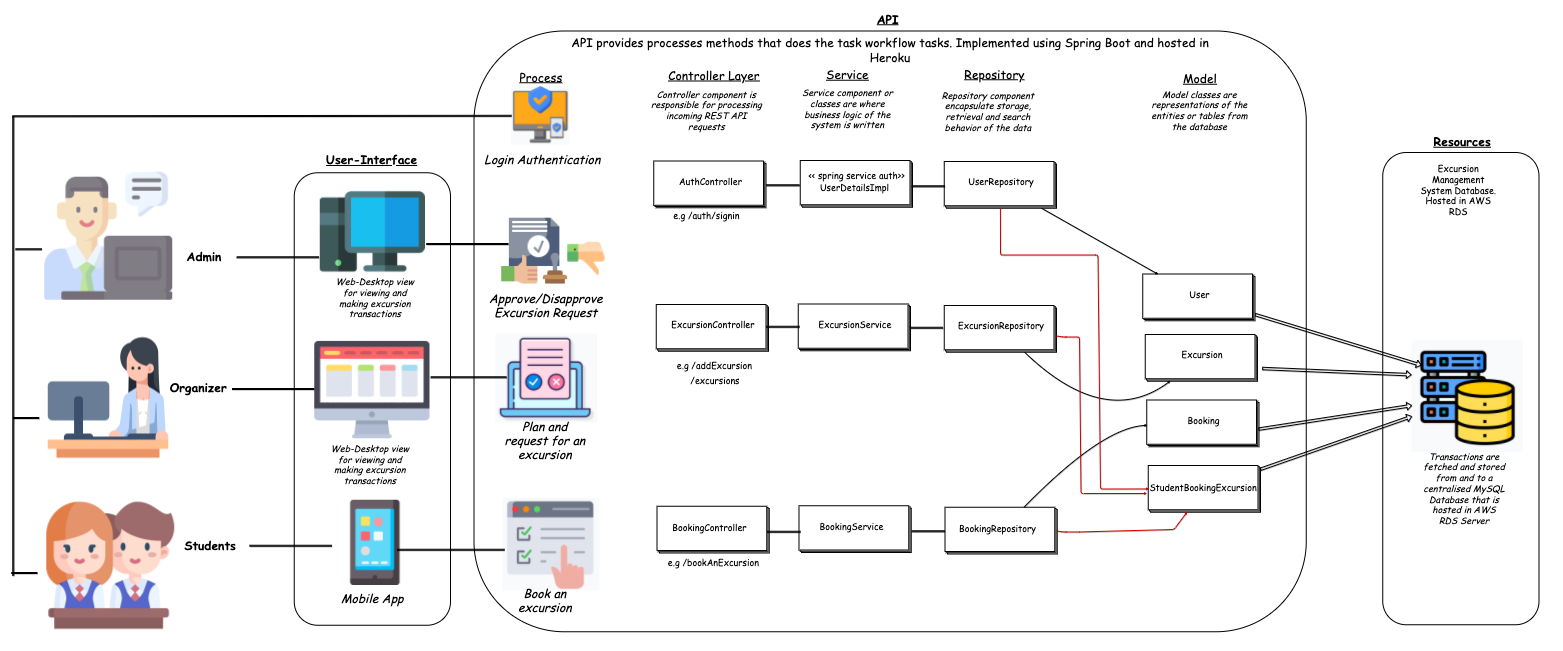 API
API provides processes methods that does the task workflow tasks. Implemented using Spring Boot and hosted in
Heroku
Process
Login Authentication
Approve/Disapprove
Excursion Request
Plan and
request for an
excursion
Book an
excursion
Controller Layer
Controller component is
responsible for processing
incoming REST API
requests
Service
Service component or
classes are where
business logic of the
system is written
Repository
Repository component
encapsulate storage,
retrieval and search
behavior of the data
Model
Model classes are
representations of the
entities or tables from
the database
User-Interface
Admin
Web-Desktop view
for viewing and
making excursion
transactions
Organizer
Web-Desktop view
for viewing and
making excursion
transactions
Students
Mobile App
AuthController
e.g /auth/signin
<< spring service auth>>
UserDetailsImpl
UserRepository
ExcursionController
e.g /addExcursion
/excursions
ExcursionService
ExcursionRepository
BookingController
e.g /bookAnExcursion
BookingService
BookingRepository
User
Excursion
Booking
StudentBookingExcursion
Resources
Excursion
Management
System Database.
Hosted in AWS
RDS
Transactions are
fetched and stored
from and to a
centralised MySQL
Database that is
hosted in AWS
RDS Server